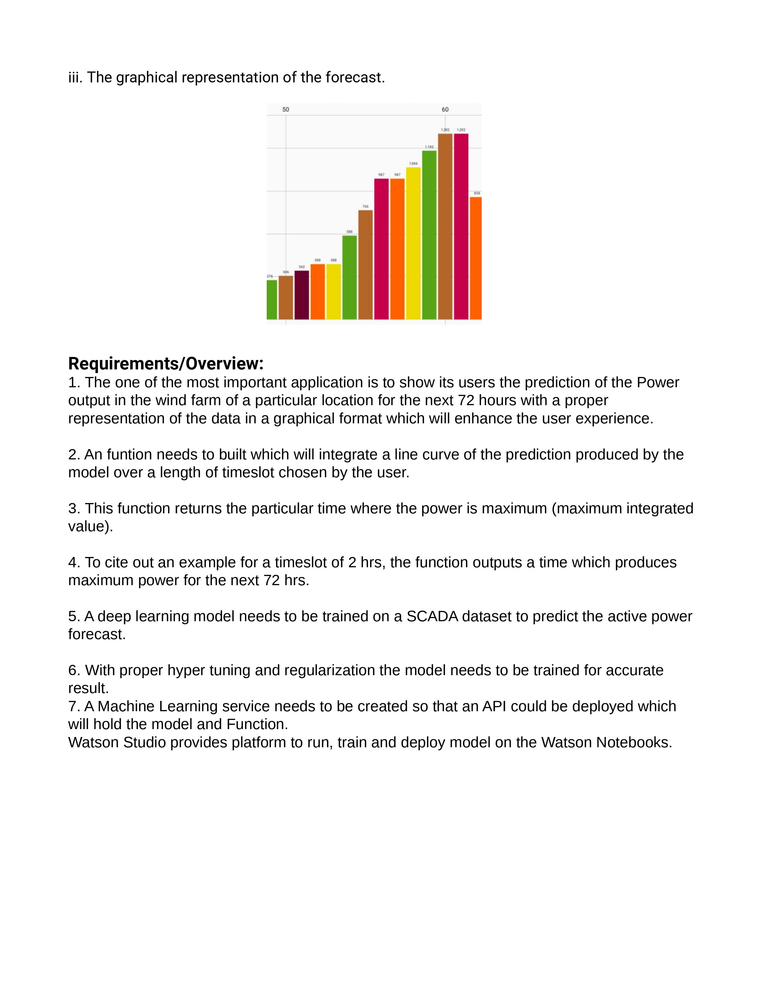 iii. The graphical representation of the forecast.
50 60
1,302 1,302
1,183
1,066
987 987
858
766
588
388 388
342
306
276
Requirements/Overview:
1. The one of the most important application is to show its users the prediction of the Power
output in the wind farm of a particular location for the next 72 hours with a proper
representation of the data in a graphical format which will enhance the user experience.
2. An funtion needs to built which will integrate a line curve of the prediction produced by the
model over a length of timeslot chosen by the user.
3. This function returns the particular time where the power is maximum (maximum integrated
value).
4. To cite out an example for a timeslot of 2 hrs, the function outputs a time which produces
maximum power for the next 72 hrs.
5. A deep learning model needs to be trained on a SCADA dataset to predict the active power
forecast.
6. With proper hyper tuning and regularization the model needs to be trained for accurate
result.
7. A Machine Learning service needs to be created so that an API could be deployed which
will hold the model and Function.
Watson Studio provides platform to run, train and deploy model on the Watson Notebooks.